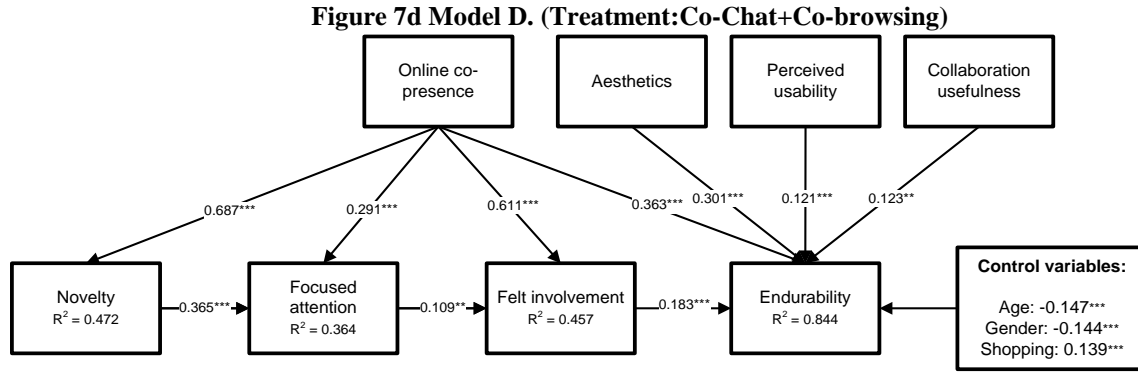 Figure 7d Model D. (Treatment:Co-Chat+Co-browsing)
Online co-
presence
Aesthetics
Perceived
usability
Collaboration
usefulness
0.687***
0.291***
0.611***
0.363***
0.301***
0.121***
0.123**
Novelty
R² = 0.472
0.365***
Focused
attention
R² = 0.364
0.109**
Felt involvement
R² = 0.457
0.183***
Endurability
R² = 0.844
Control variables:
Age: -0.147***
Gender: -0.144***
Shopping: 0.139***